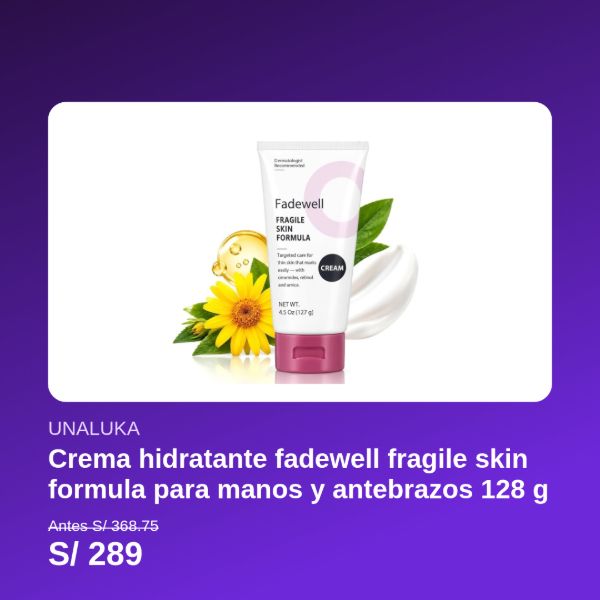 Dermatologist
Recommended
Fadewell
FRAGILE
SKIN
FORMULA
Targeted care for
thin skin that marks
easily — with
ceramides, retinol
and arnica
CREAM
NET WT.
4.5 Oz (127 g)
UNALUKA
Crema hidratante fadewell fragile skin
formula para manos y antebrazos 128 g
Antes S/ 368.75
S/ 289